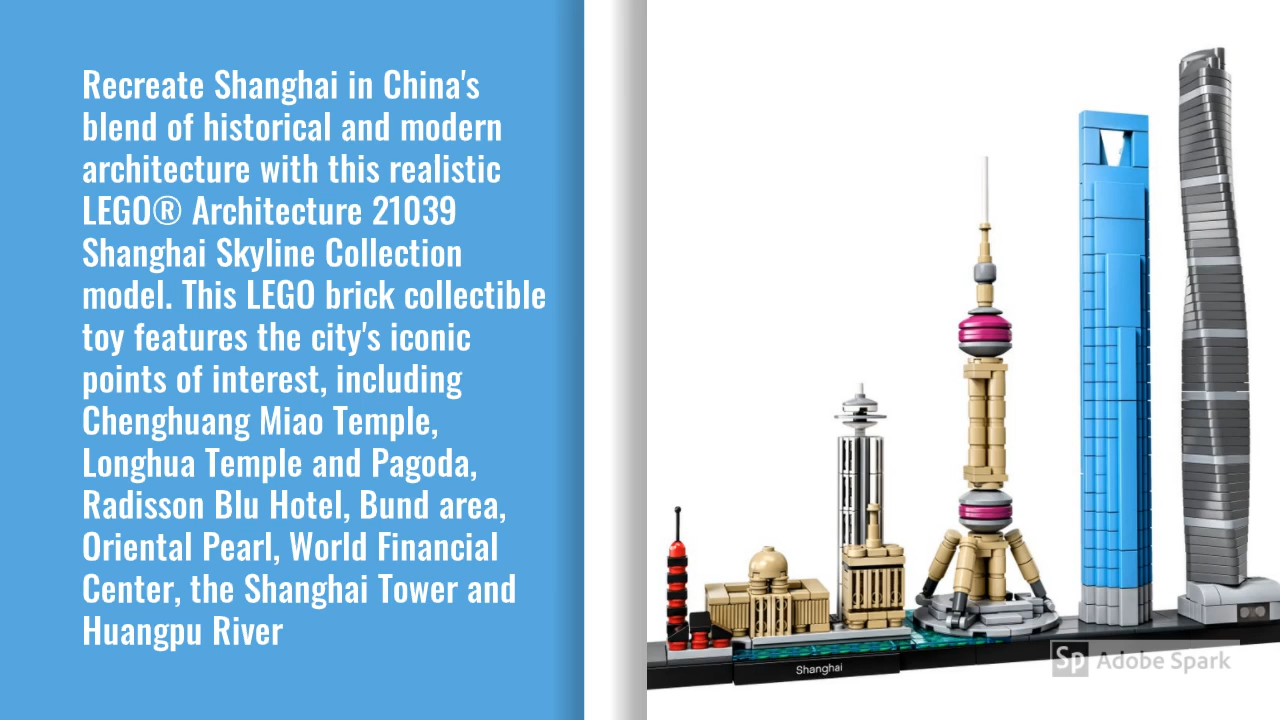 Recreate Shanghai in China's
blend of historical and modern
architecture with this realistic
LEGO® Architecture 21039
Shanghai Skyline Collection
model. This LEGO brick collectible
toy features the city's iconic
points of interest, including
Chenghuang Miao Temple,
Longhua Temple and Pagoda,
Radisson Blu Hotel, Bund area,
Oriental Pearl, World Financial
Center, the Shanghai Tower and
Huangpu River
Shanghai
Sp Adobe Spark